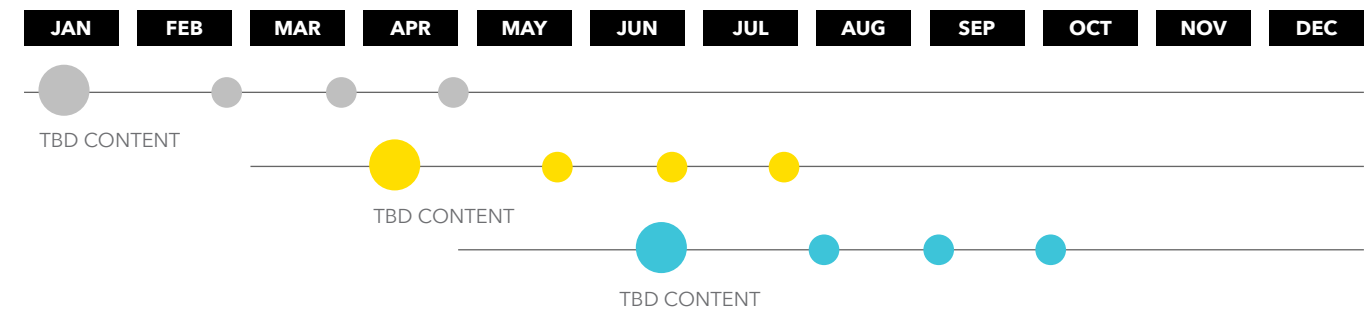 JAN FEB MAR APR MAY JUN JUL AUG SEP OCT NOV DEC
TBD CONTENT
TBD CONTENT
TBD CONTENT